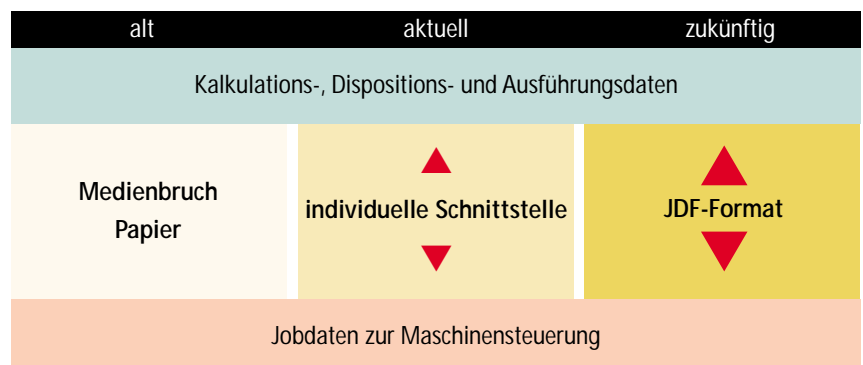 alt aktuell zukünftig
Kalkulations-, Dispositions- und Ausführungsdaten
Medienbruch
Papier
individuelle Schnittstelle
JDF-Format
Jobdaten zur Maschinensteuerung